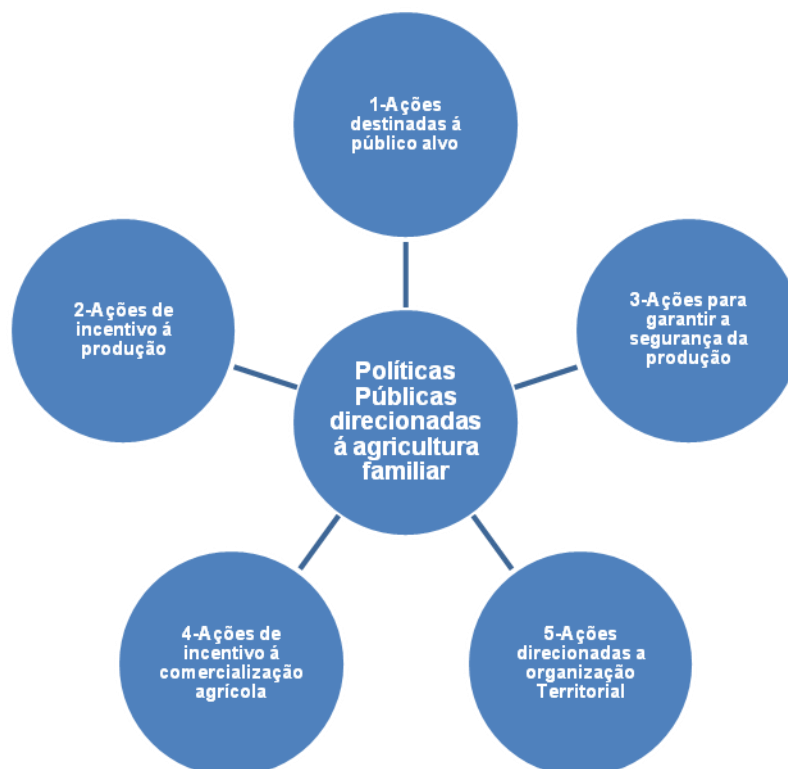 1-Ações
destinadas á
público alvo
2-Ações de
incentivo á
produção
3-Ações para
garantir a
segurança da
produção
Políticas
Públicas
direcionadas
á agricultura
familiar
4-Ações de
incentivo á
comercialização
agrícola
5-Ações
direcionadas a
organização
Territorial